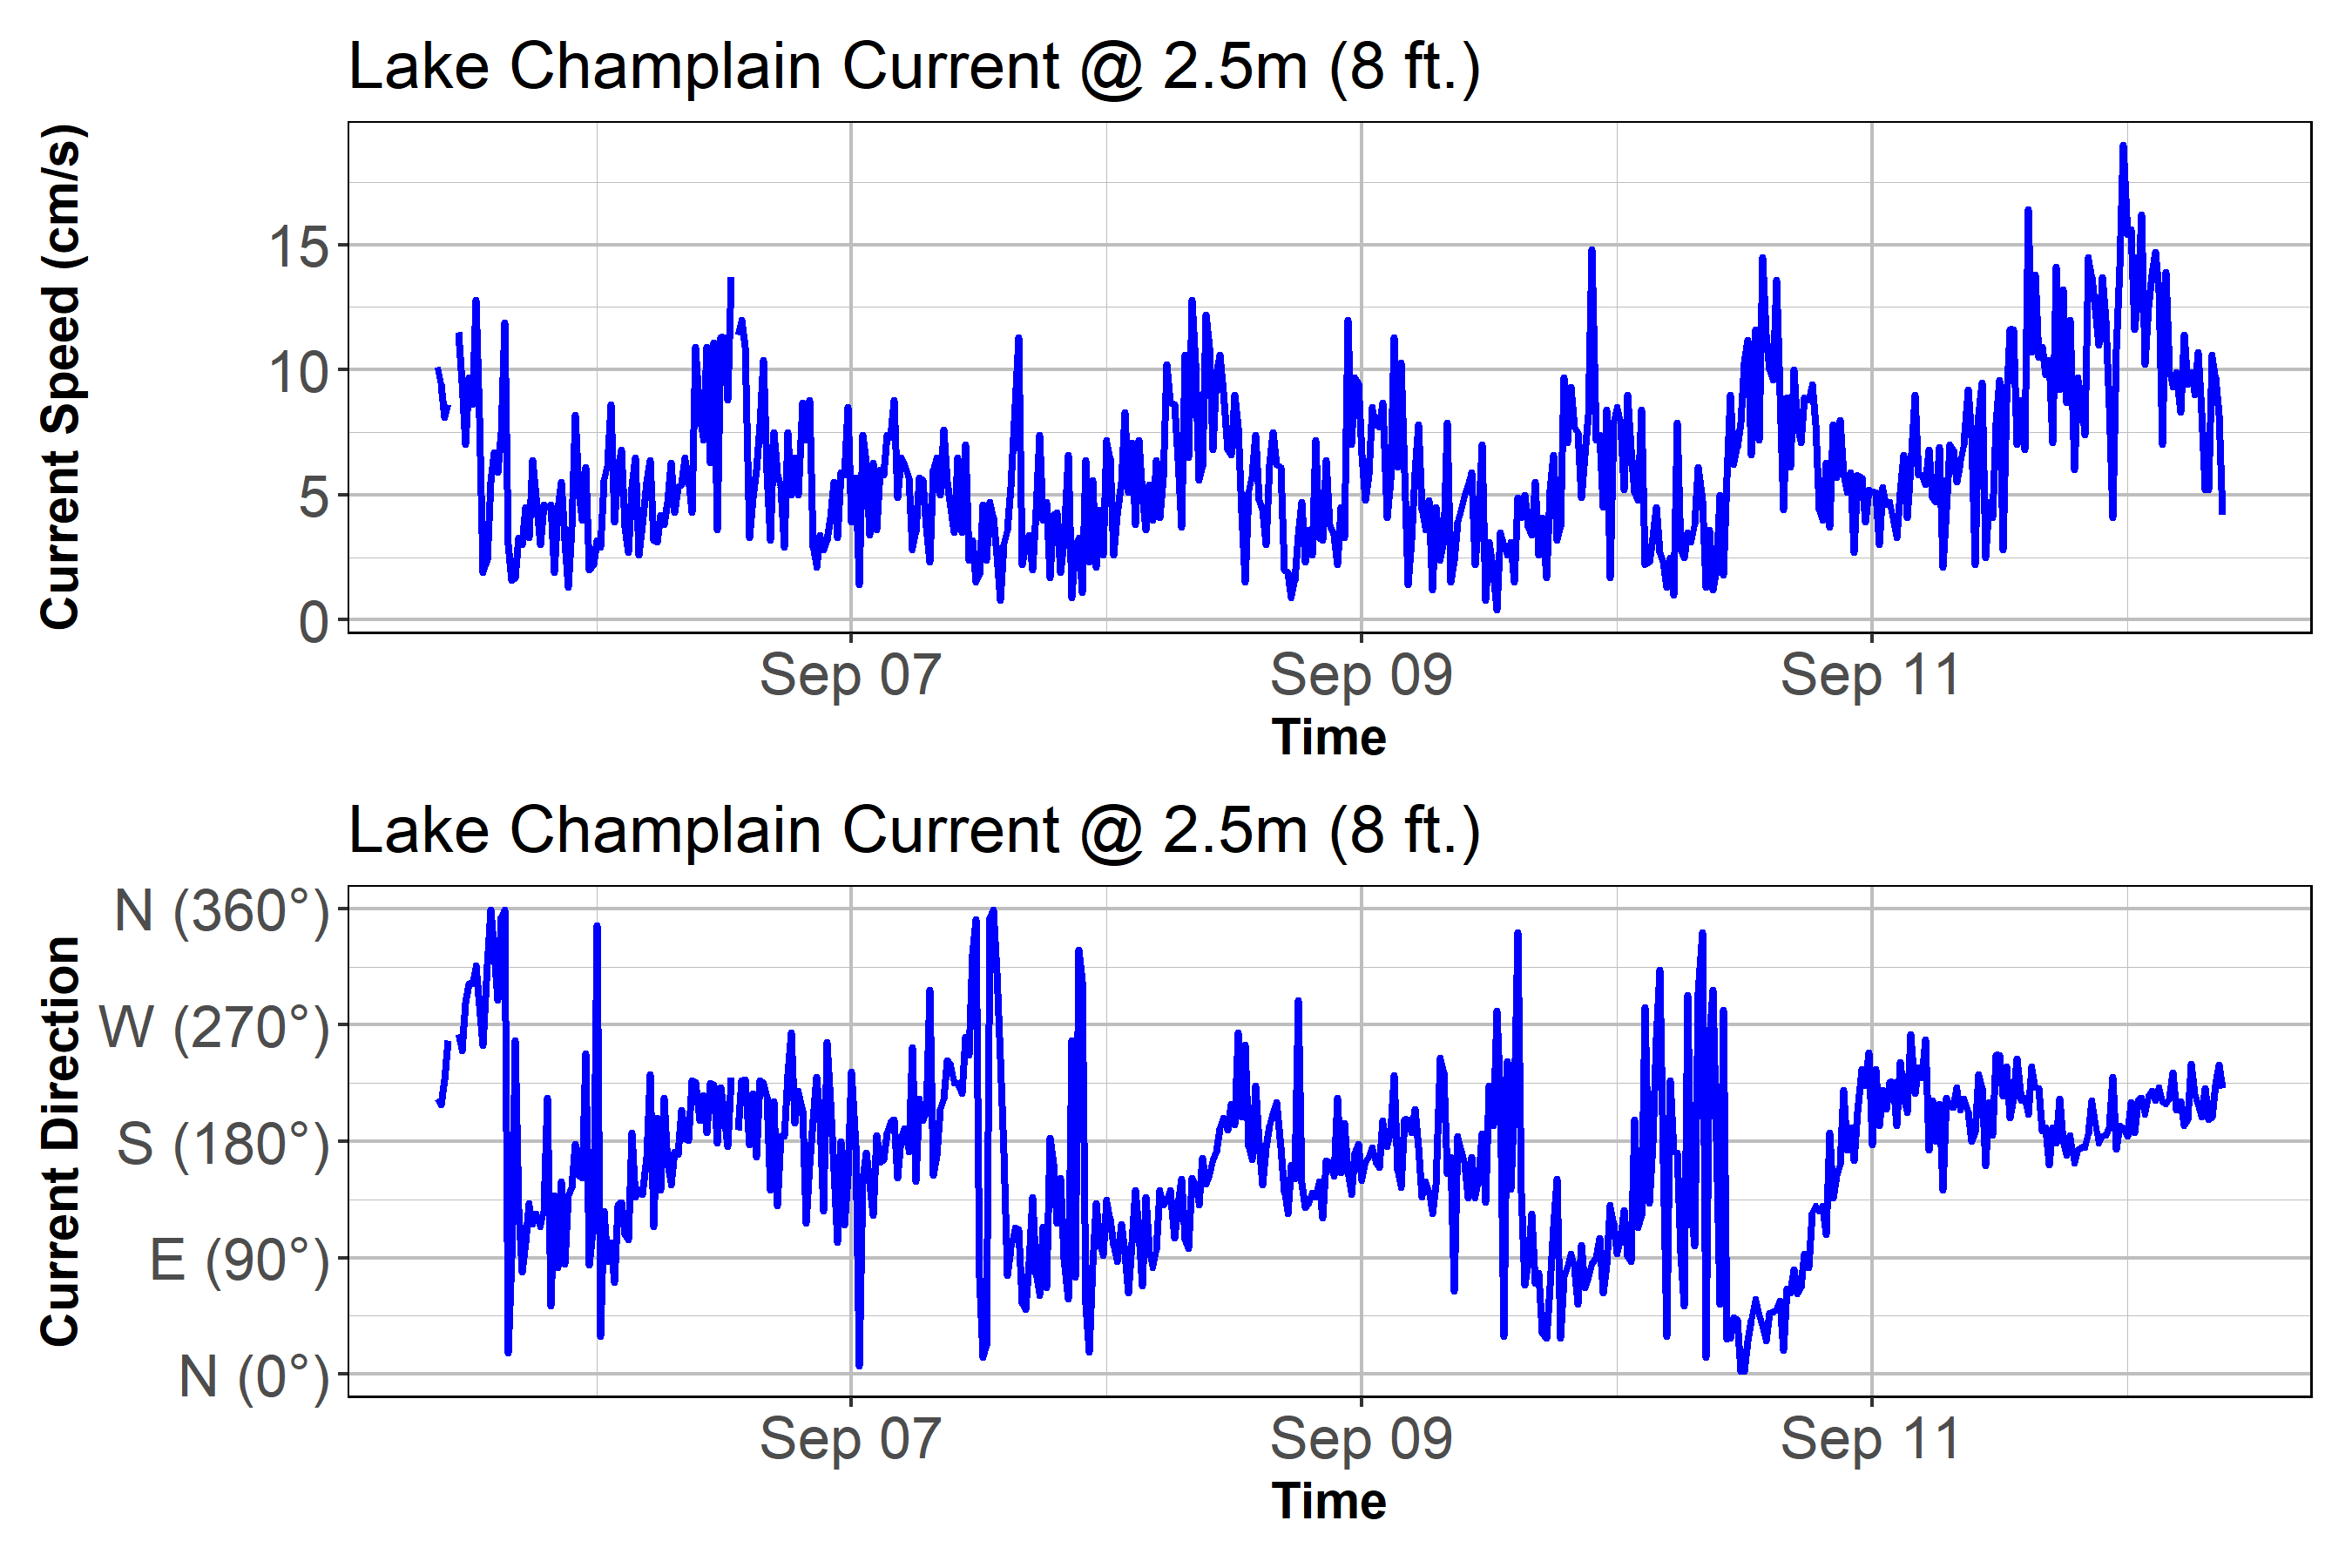 Lake Champlain Current @ 2.5m (8 ft.)
Current Speed (cm/s)
15
10
5
0
Sep 07 Sep 09 Sep 11
Time
Lake Champlain Current @ 2.5m (8 ft.)
Current Direction
N (360°)
W (270°)
S (180°)
E (90°)
N (0°)
Sep 07 Sep 09 Sep 11
Time